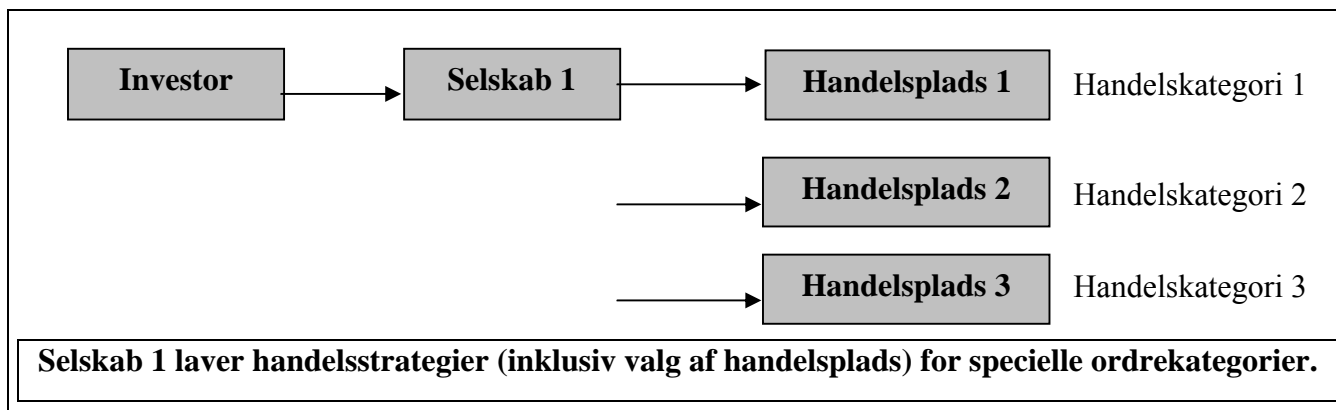 Investor
Selskab 1
Handelsplads 1
Handelskategori 1
Handelsplads 2
Handelskategori 2
Handelsplads 3
Handelskategori 3
Selskab 1 laver handelsstrategier (inklusiv valg af handelsplads) for specielle ordrekategorier.